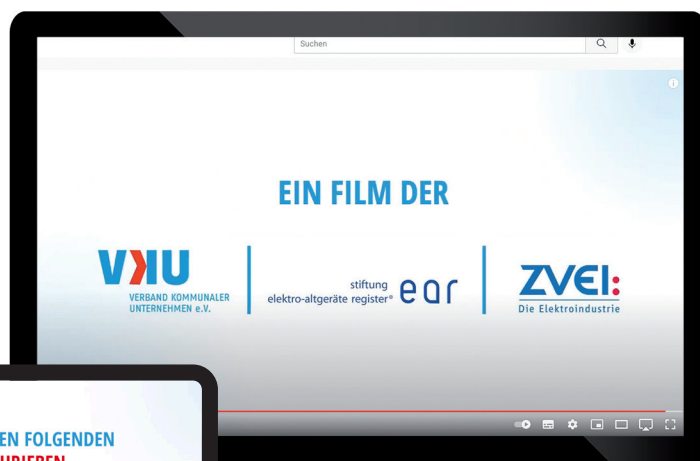 Suchen
EIN FILM DER
VKU
VERBAND KOMMUNALER
UNTERNEHMEN e.V.
stiftung
elektro-altgeräte register® ear
ZVEI:
Die Elektroindustrie
EN FOLGENDEN